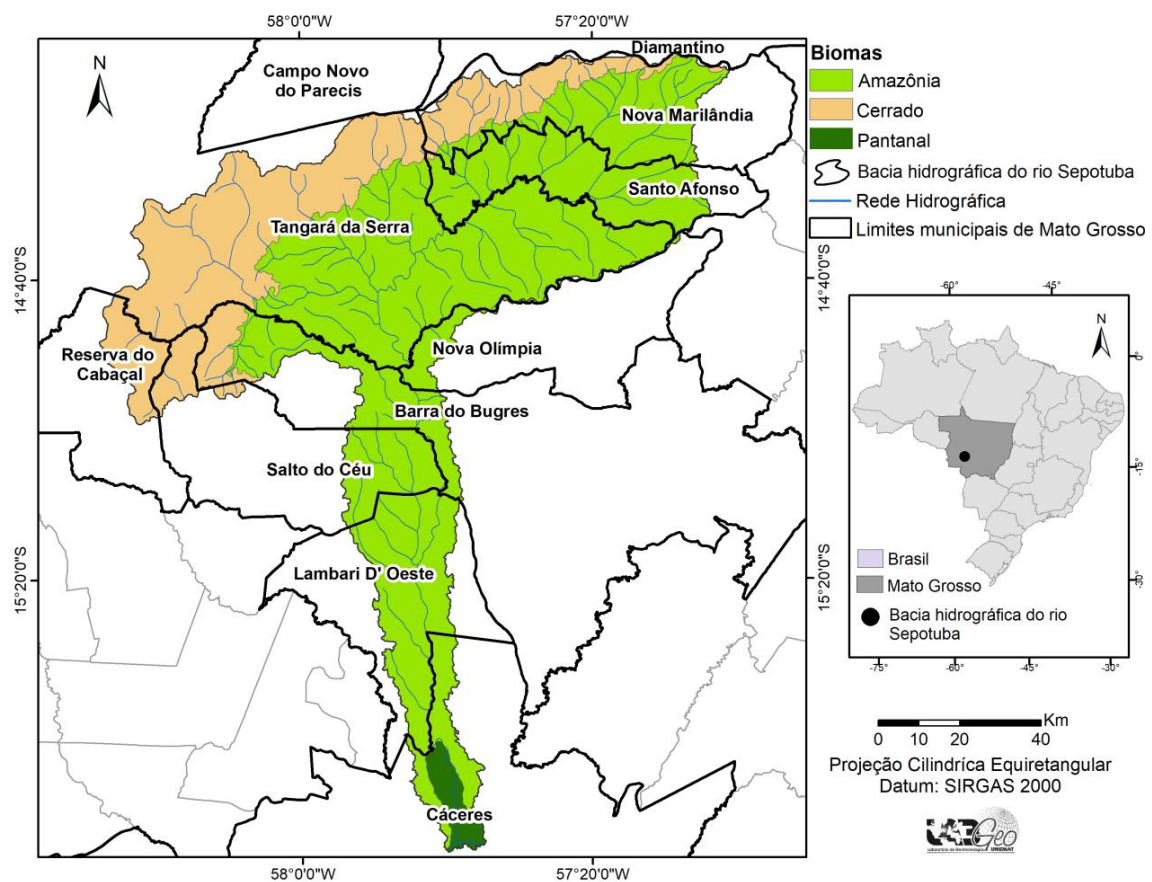 58°0'0"W
57°20'0"W
N
Diamantino
Campo Novo
do Parecis
Nova Marilândia
Santo Afonso
Tangará da Serra
14°40'0"S
14°40'0"S
Reserva do
Cabaçal
Nova Olímpia
Barra do Bugres
Salto do Céu
15°20'0"S
15°20'0"S
Lambari D' Oeste
Cáceres
58°0'0"W
57°20'0"W
Biomas
Amazônia
Cerrado
Pantanal
Bacia hidrográfica do rio Sepotuba
Rede Hidrográfica
Limites municipais de Mato Grosso
-60°
-45°
N
0°
-15°
-30°
Brasil
Mato Grosso
Bacia hidrográfica do rio
Sepotuba
-75°
-60°
-45°
-30°
Km
0 10 20 40
Projeção Cilindríca Equiretangular
Datum: SIRGAS 2000
Geo
UNEMAT